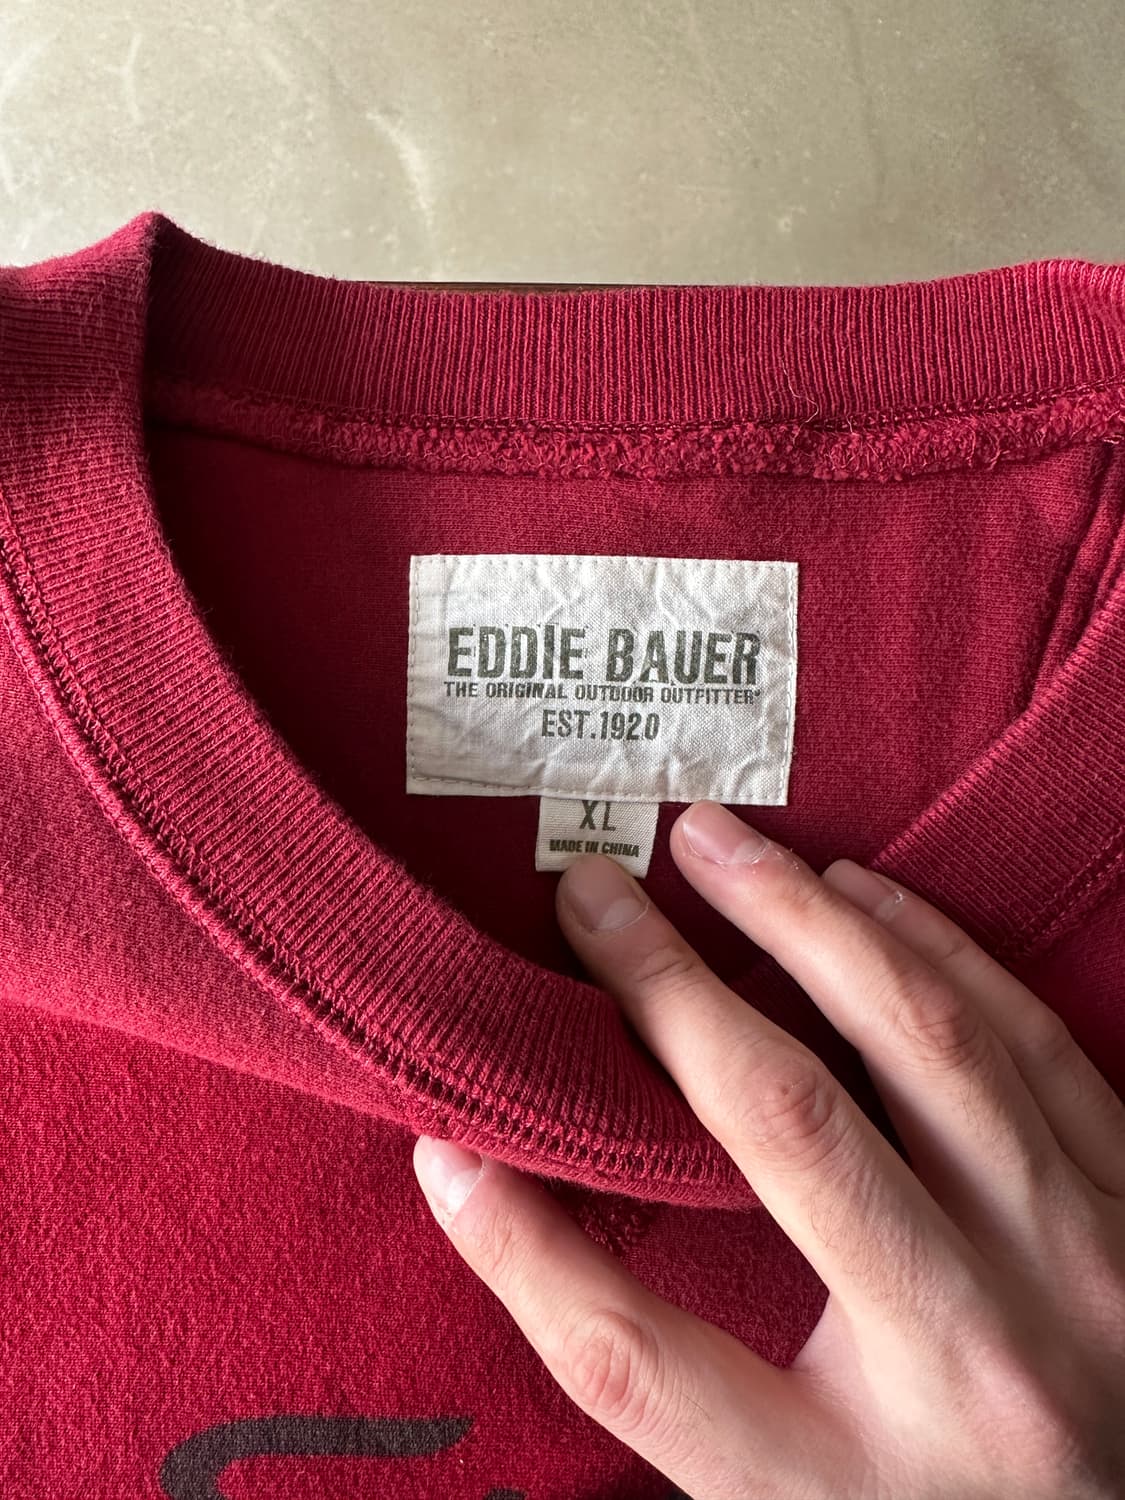 EDDIE BAUER
THE ORIGINAL OUTDOOR OUTFITTER®
EST.1920
XL
MADE IN CHINA